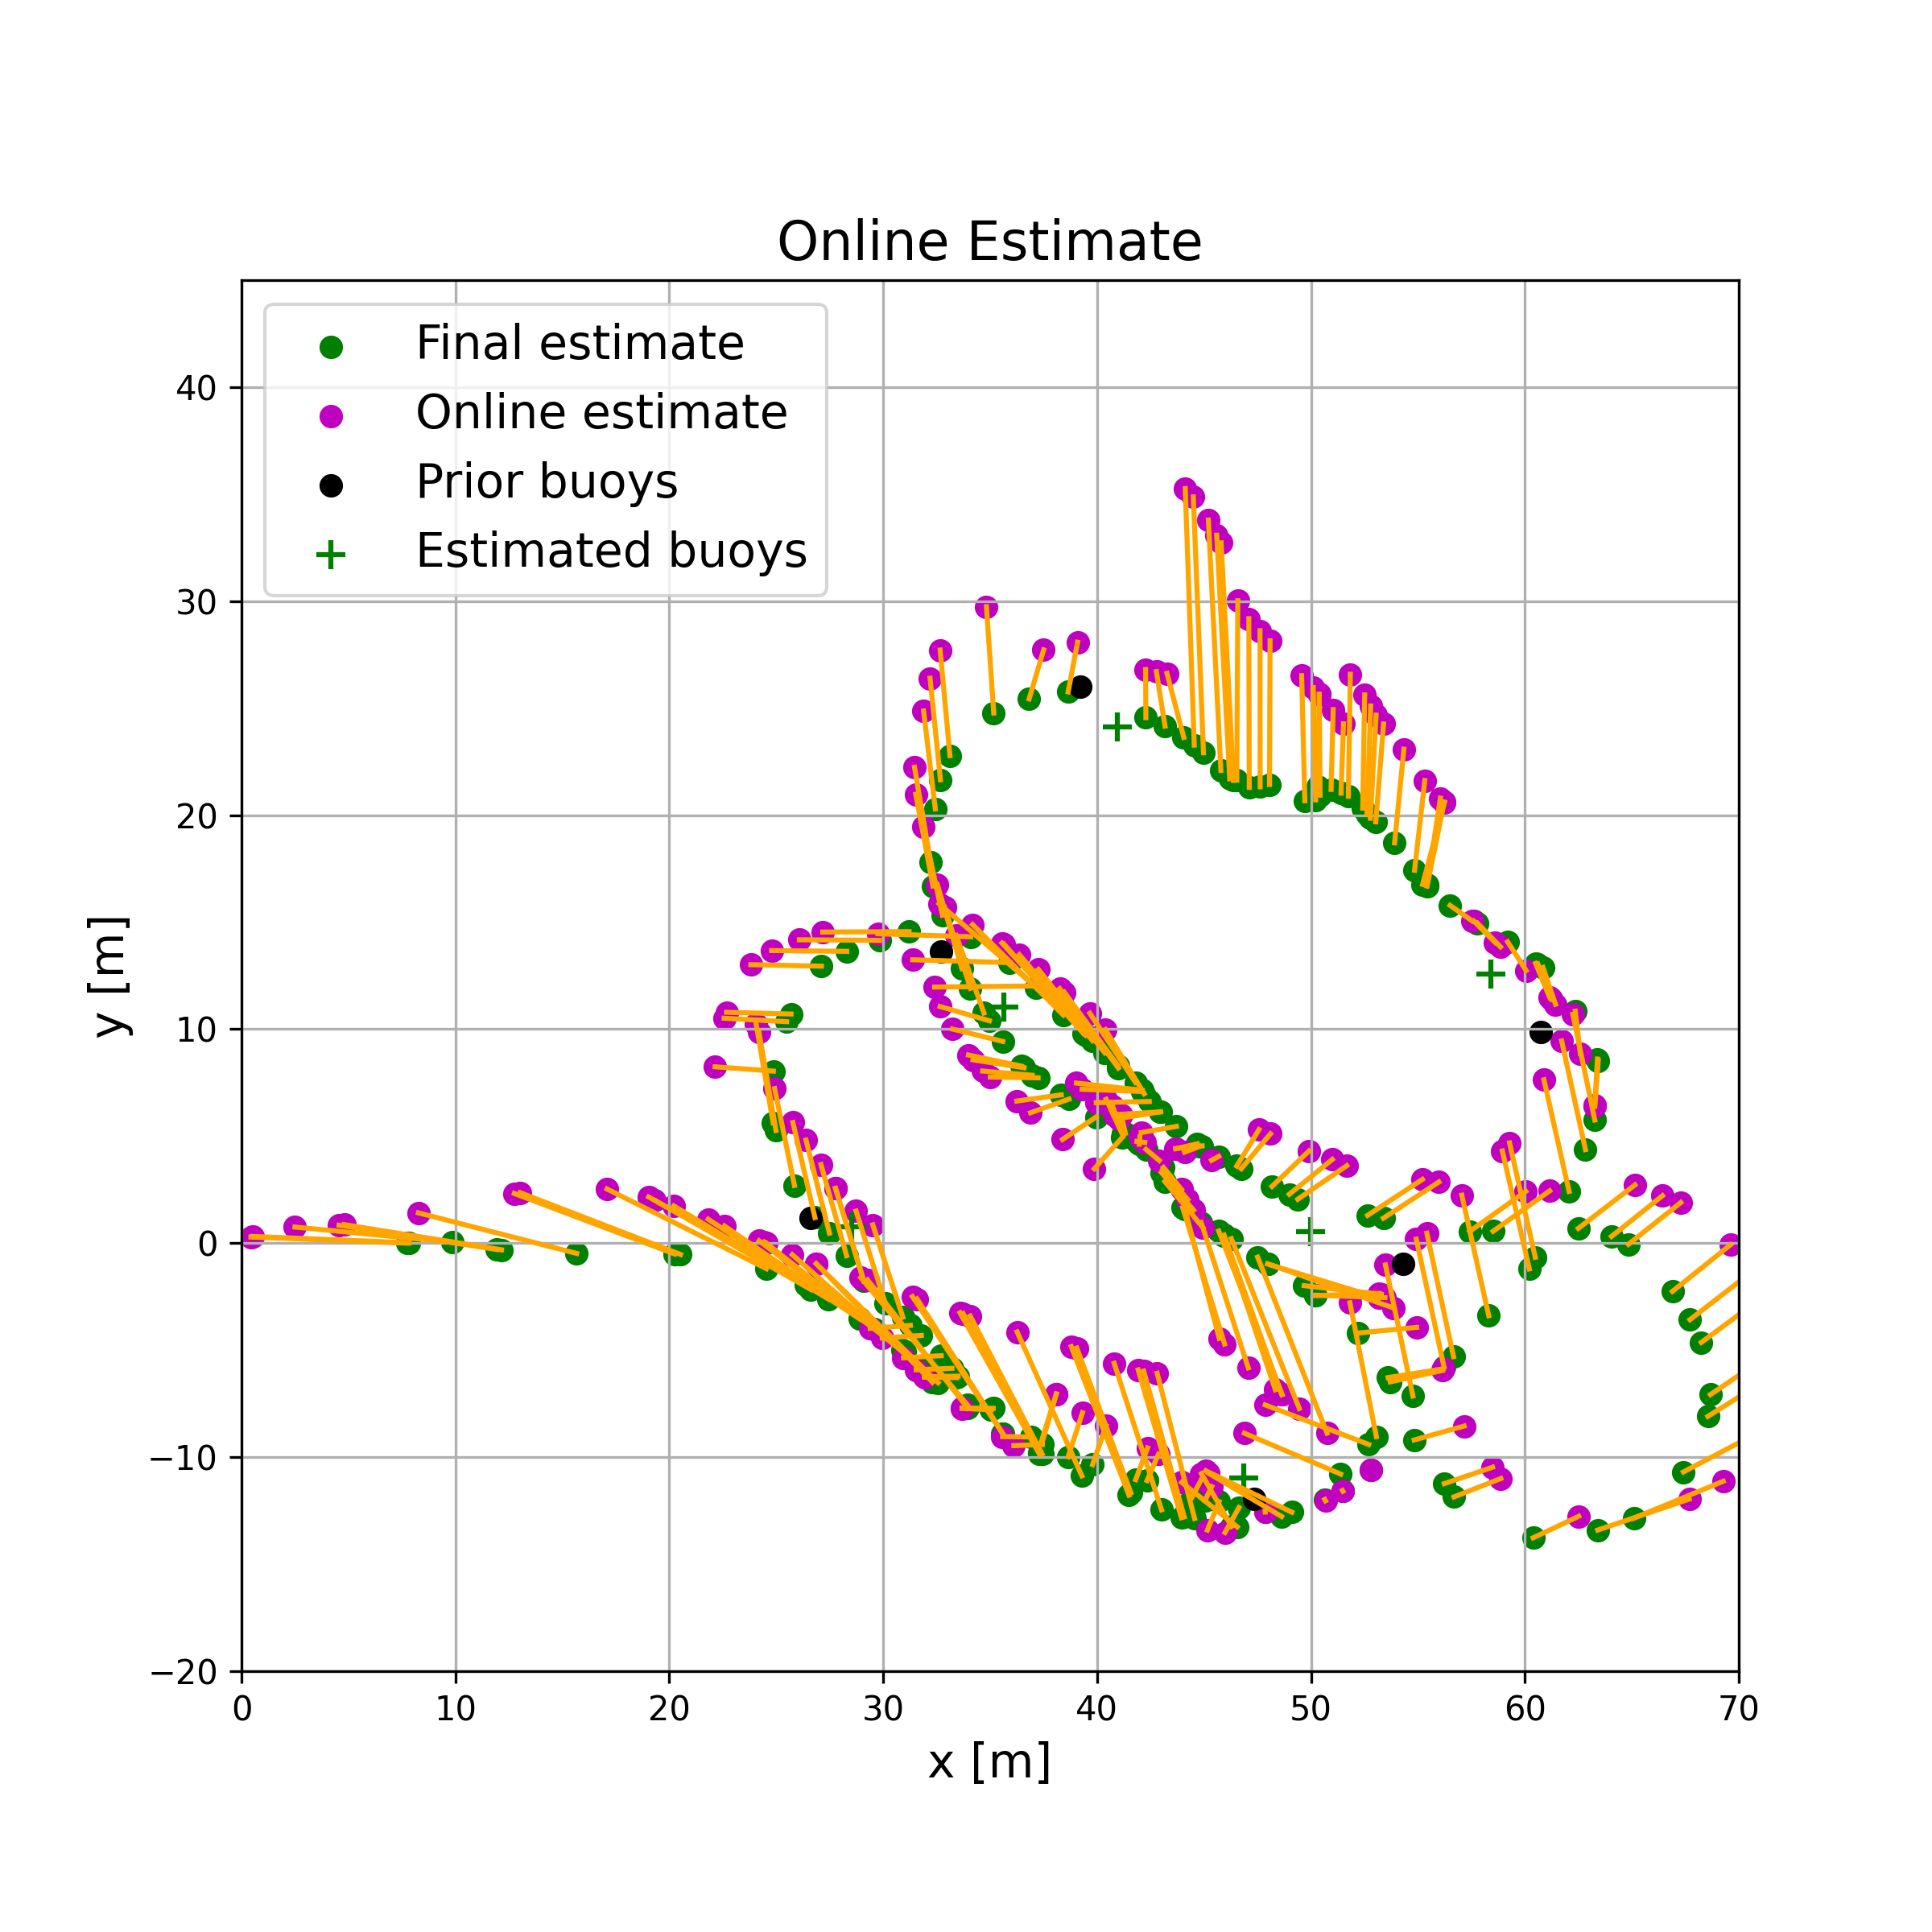 Online Estimate
Final estimate
Online estimate
Prior buoys
Estimated buoys
y [m]
40
30
20
10
0
−10
−20
0 10 20 30 40 50 60 70
x [m]